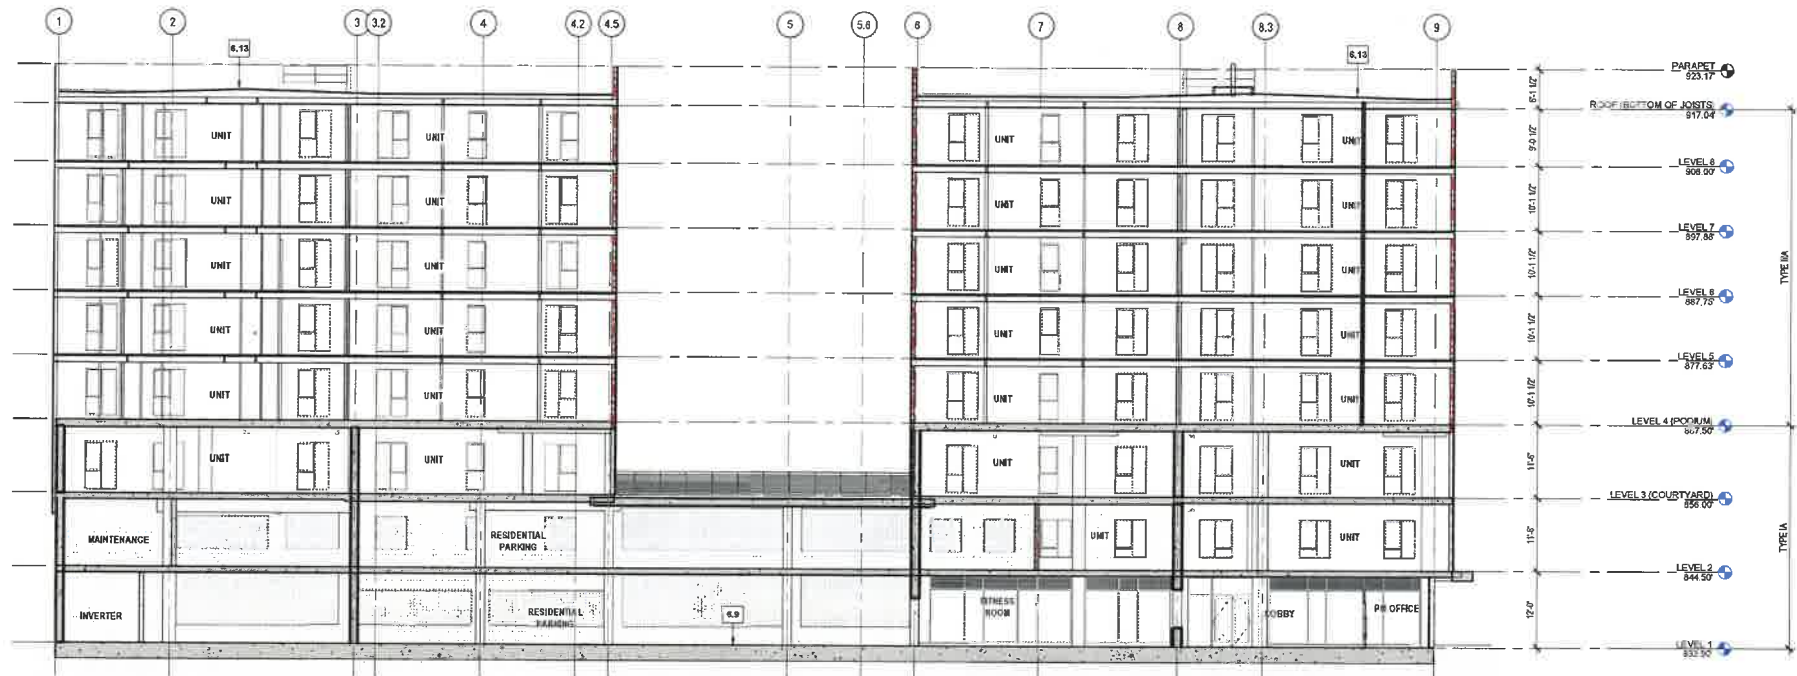 1 2 3 3.2 4 4.2 4.5 5 5.6 6 7 8 8.3 9
6.13 6.13
PARAPET
923.17'
6'-1 1/2"
ROOF (BOTTOM OF JOISTS)
917.04'
UNIT UNIT UNIT UNIT
9'-0 1/2"
LEVEL 8
908.00'
UNIT UNIT UNIT UNIT
10'-1 1/2"
LEVEL 7
897.88'
UNIT UNIT UNIT UNIT
10'-1 1/2"
TYPE IIIA
LEVEL 6
887.75'
UNIT UNIT UNIT UNIT
10'-1 1/2"
LEVEL 5
877.63'
UNIT UNIT UNIT UNIT
10'-1 1/2"
LEVEL 4 (PODIUM)
867.50'
UNIT UNIT UNIT UNIT
11'-6"
LEVEL 3 (COURTYARD)
856.00'
MAINTENANCE RESIDENTIAL UNIT UNIT
PARKING
11'-6"
TYPE IA
LEVEL 2
844.50'
INVERTER RESIDENTIAL 6.9 FITNESS LOBBY PM OFFICE
PARKING ROOM
12'-0"
LEVEL 1
832.50'